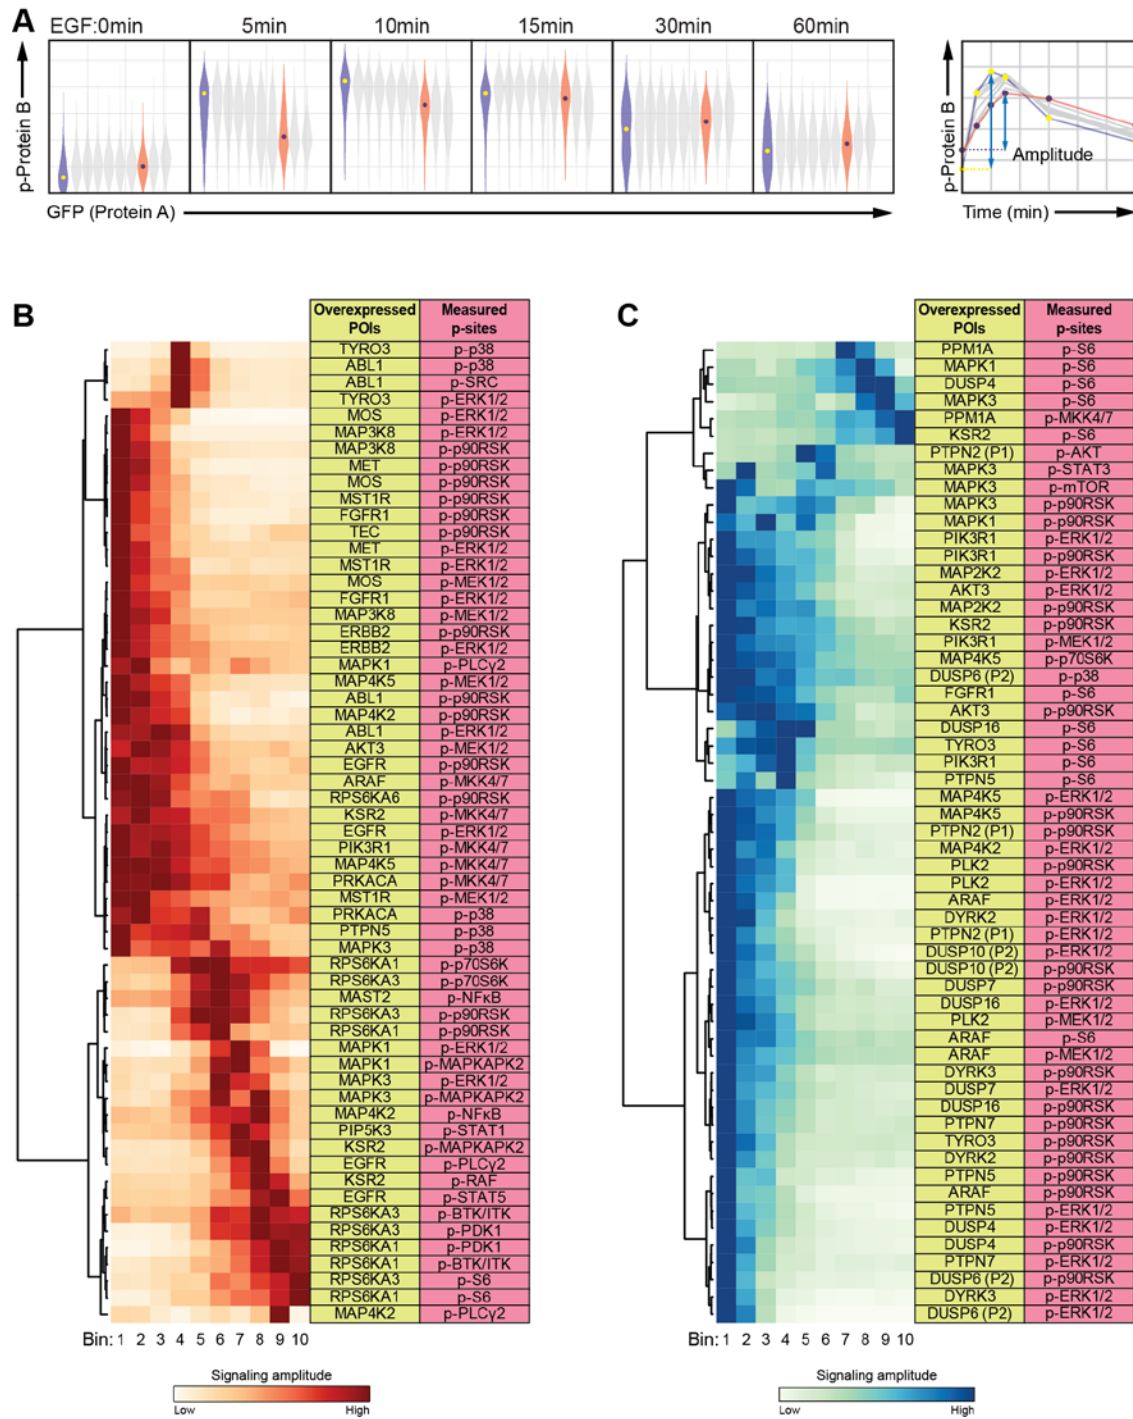 A
EGF:0min 5min 10min 15min 30min 60min
p-Protein B
GFP (Protein A)
p-Protein B
Amplitude
Time (min)
B
Overexpressed POIs Measured p-sites
TYRO3 p-p38
ABL1 p-p38
ABL1 p-SRC
TYRO3 p-ERK1/2
MOS p-ERK1/2
MAP3K8 p-ERK1/2
MAP3K8 p-p90RSK
MET p-p90RSK
MOS p-p90RSK
MST1R p-p90RSK
FGFR1 p-p90RSK
TEC p-p90RSK
MET p-ERK1/2
MST1R p-ERK1/2
MOS p-MEK1/2
FGFR1 p-ERK1/2
MAP3K8 p-MEK1/2
ERBB2 p-p90RSK
ERBB2 p-ERK1/2
MAPK1 p-PLCγ2
MAP4K5 p-MEK1/2
ABL1 p-p90RSK
MAP4K2 p-p90RSK
ABL1 p-ERK1/2
AKT3 p-MEK1/2
EGFR p-p90RSK
ARAF p-MKK4/7
RPS6KA6 p-p90RSK
KSR2 p-MKK4/7
EGFR p-ERK1/2
PIK3R1 p-MKK4/7
MAP4K5 p-MKK4/7
PRKACA p-MKK4/7
MST1R p-MEK1/2
PRKACA p-p38
PTPN5 p-p38
MAPK3 p-p38
RPS6KA1 p-p70S6K
RPS6KA3 p-p70S6K
MAST2 p-NFκB
RPS6KA3 p-p90RSK
RPS6KA1 p-p90RSK
MAPK1 p-ERK1/2
MAPK1 p-MAPKAPK2
MAPK3 p-ERK1/2
MAPK3 p-MAPKAPK2
MAP4K2 p-NFκB
PIP5K3 p-STAT1
KSR2 p-MAPKAPK2
EGFR p-PLCγ2
KSR2 p-RAF
EGFR p-STAT5
RPS6KA3 p-BTK/ITK
RPS6KA3 p-PDK1
RPS6KA1 p-PDK1
RPS6KA1 p-BTK/ITK
RPS6KA3 p-S6
RPS6KA1 p-S6
MAP4K2 p-PLCγ2
Bin: 1 2 3 4 5 6 7 8 9 10
Signaling amplitude
Low High
C
Overexpressed POIs Measured p-sites
PPM1A p-S6
MAPK1 p-S6
DUSP4 p-S6
MAPK3 p-S6
PPM1A p-MKK4/7
KSR2 p-S6
PTPN2 (P1) p-AKT
MAPK3 p-STAT3
MAPK3 p-mTOR
MAPK3 p-p90RSK
MAPK1 p-p90RSK
PIK3R1 p-ERK1/2
PIK3R1 p-p90RSK
MAP2K2 p-ERK1/2
AKT3 p-ERK1/2
MAP2K2 p-p90RSK
KSR2 p-p90RSK
PIK3R1 p-MEK1/2
MAP4K5 p-p70S6K
DUSP6 (P2) p-p38
FGFR1 p-S6
AKT3 p-p90RSK
DUSP16 p-S6
TYRO3 p-S6
PIK3R1 p-S6
PTPN5 p-S6
MAP4K5 p-ERK1/2
MAP4K5 p-p90RSK
PTPN2 (P1) p-p90RSK
MAP4K2 p-ERK1/2
PLK2 p-p90RSK
PLK2 p-ERK1/2
ARAF p-ERK1/2
DYRK2 p-ERK1/2
PTPN2 (P1) p-ERK1/2
DUSP10 (P2) p-ERK1/2
DUSP10 (P2) p-p90RSK
DUSP7 p-p90RSK
DUSP16 p-ERK1/2
PLK2 p-MEK1/2
ARAF p-S6
ARAF p-MEK1/2
DYRK3 p-p90RSK
DUSP7 p-ERK1/2
DUSP16 p-p90RSK
PTPN7 p-p90RSK
TYRO3 p-p90RSK
DYRK2 p-p90RSK
PTPN5 p-p90RSK
ARAF p-p90RSK
PTPN5 p-ERK1/2
DUSP4 p-ERK1/2
DUSP4 p-p90RSK
PTPN7 p-ERK1/2
DUSP6 (P2) p-p90RSK
DYRK3 p-ERK1/2
DUSP6 (P2) p-ERK1/2
Bin: 1 2 3 4 5 6 7 8 9 10
Signaling amplitude
Low High